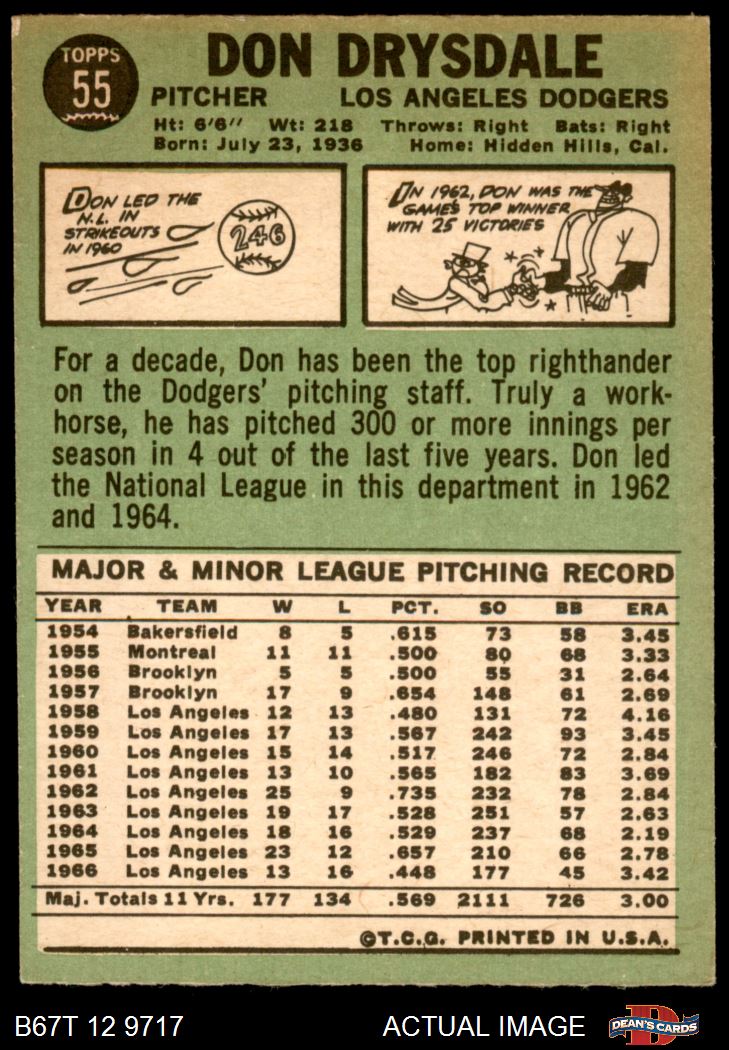 TOPPS
55
DON DRYSDALE
PITCHER LOS ANGELES DODGERS
Ht: 6'6" Wt: 218 Throws: Right Bats: Right
Born: July 23, 1936 Home: Hidden Hills, Cal.
DON LED THE
N.L. IN
STRIKEOUTS
IN 1960
246
IN 1962, DON WAS THE
GAME'S TOP WINNER
WITH 25 VICTORIES
For a decade, Don has been the top righthander
on the Dodgers' pitching staff. Truly a work-
horse, he has pitched 300 or more innings per
season in 4 out of the last five years. Don led
the National League in this department in 1962
and 1964.
MAJOR & MINOR LEAGUE PITCHING RECORD
YEAR TEAM W L PCT. SO BB ERA
1954 Bakersfield 8 5 .615 73 58 3.45
1955 Montreal 11 11 .500 80 68 3.33
1956 Brooklyn 5 5 .500 55 31 2.64
1957 Brooklyn 17 9 .654 148 61 2.69
1958 Los Angeles 12 13 .480 131 72 4.16
1959 Los Angeles 17 13 .567 242 93 3.45
1960 Los Angeles 15 14 .517 246 72 2.84
1961 Los Angeles 13 10 .565 182 83 3.69
1962 Los Angeles 25 9 .735 232 78 2.84
1963 Los Angeles 19 17 .528 251 57 2.63
1964 Los Angeles 18 16 .529 237 68 2.19
1965 Los Angeles 23 12 .657 210 66 2.78
1966 Los Angeles 13 16 .448 177 45 3.42
Maj. Totals 11 Yrs. 177 134 .569 2111 726 3.00
©T.C.G. PRINTED IN U.S.A.
B67T 12 9717 ACTUAL IMAGE DEAN'S CARDS